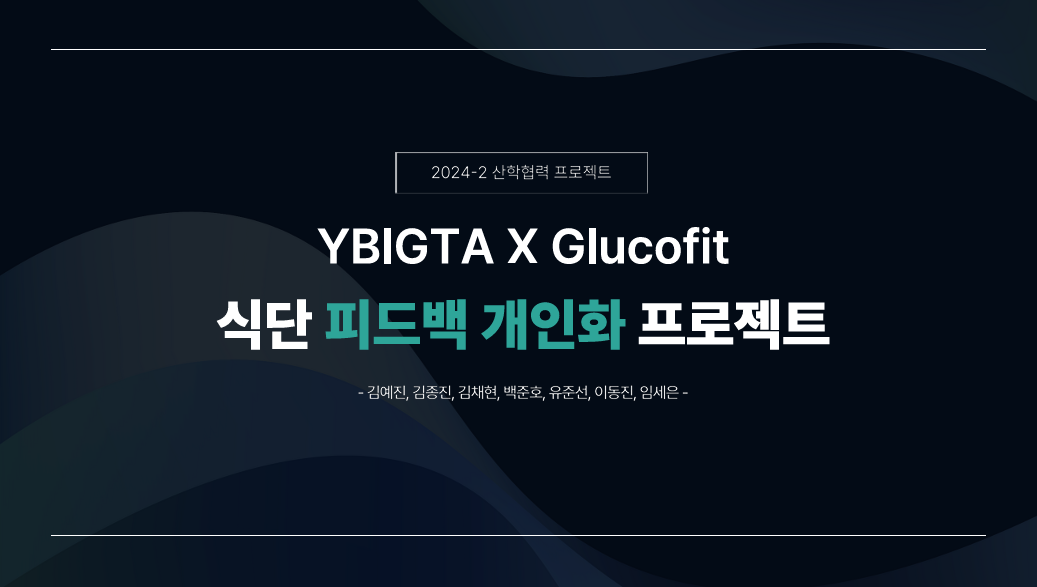 2024-2 산학협력 프로젝트
YBIGTA X Glucofit
식단 피드백 개인화 프로젝트
- 김예진, 김종진, 김채현, 백준호, 유준선, 이동진, 임세은 -